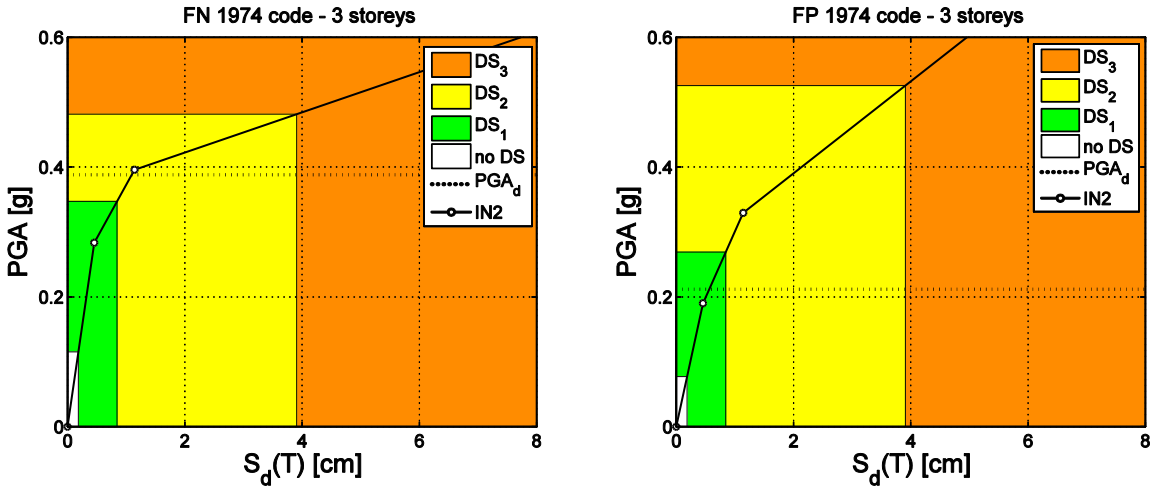 FN 1974 code - 3 storeys
PGA [g]
0.6
0.4
0.2
0
0
2
4
6
8
S_d(T) [cm]
DS_3
DS_2
DS_1
no DS
PGA_d
IN2
FP 1974 code - 3 storeys
PGA [g]
0.6
0.4
0.2
0
0
2
4
6
8
S_d(T) [cm]
DS_3
DS_2
DS_1
no DS
PGA_d
IN2